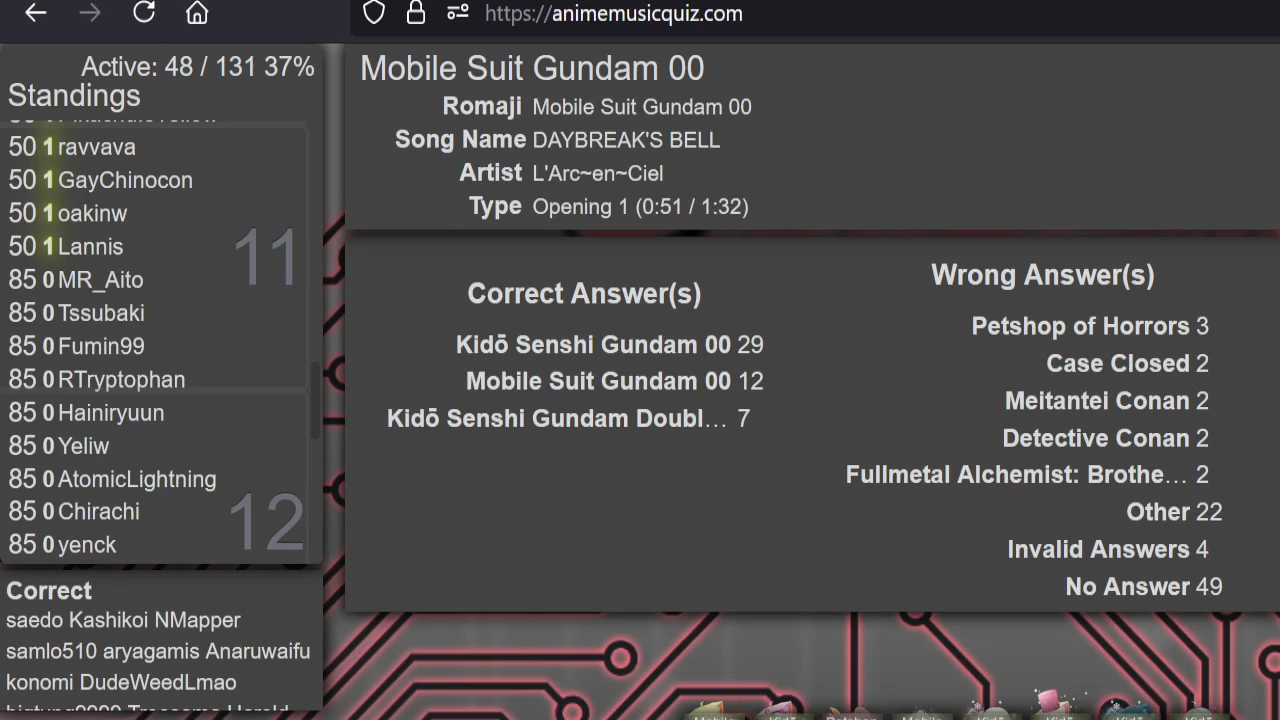 https://animemusicquiz.com
Active: 48 / 131 37%
Standings
50 1 ravvava
50 1 GayChinocon
50 1 oakinw
50 1 Lannis
11
85 0 MR_Aito
85 0 Tssubaki
85 0 Fumin99
85 0 RTryptophan
85 0 Hainiryuun
85 0 Yeliw
85 0 AtomicLightning
85 0 Chirachi
12
85 0 yenck
Correct
saedo Kashikoi NMapper
samlo510 aryagamis Anaruwaifu
konomi DudeWeedLmao
Mobile Suit Gundam 00
Romaji Mobile Suit Gundam 00
Song Name DAYBREAK'S BELL
Artist L'Arc~en~Ciel
Type Opening 1 (0:51 / 1:32)
Correct Answer(s)
Kidō Senshi Gundam 00 29
Mobile Suit Gundam 00 12
Kidō Senshi Gundam Doubl... 7
Wrong Answer(s)
Petshop of Horrors 3
Case Closed 2
Meitantei Conan 2
Detective Conan 2
Fullmetal Alchemist: Brothe... 2
Other 22
Invalid Answers 4
No Answer 49